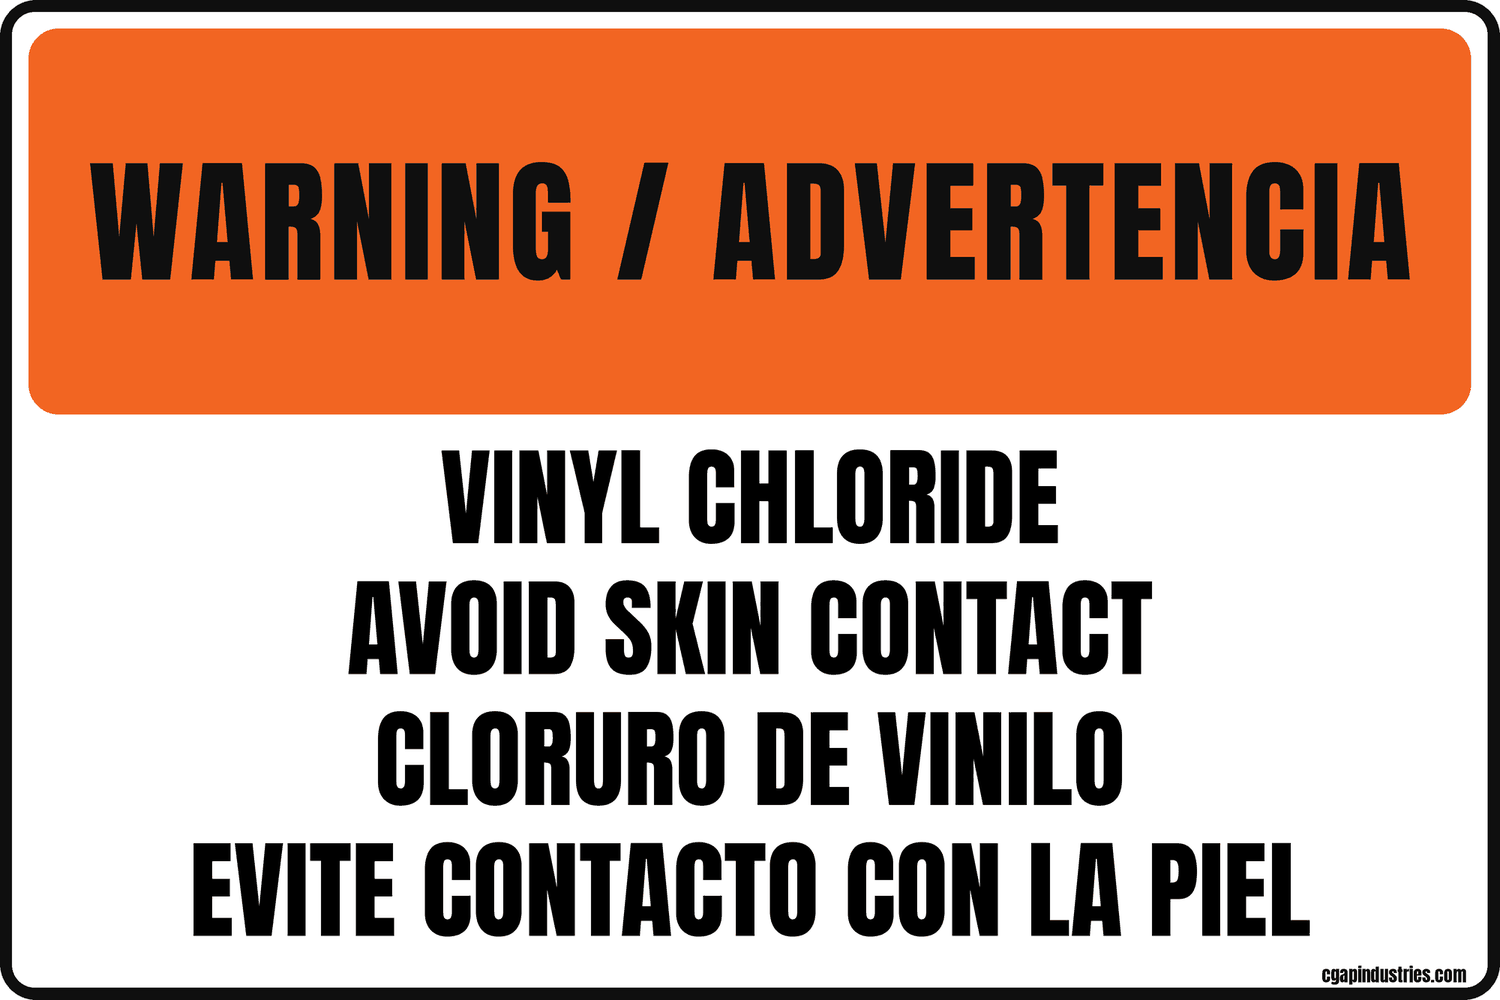 WARNING / ADVERTENCIA
VINYL CHLORIDE
AVOID SKIN CONTACT
CLORURO DE VINILO
EVITE CONTACTO CON LA PIEL
cgapindustries.com